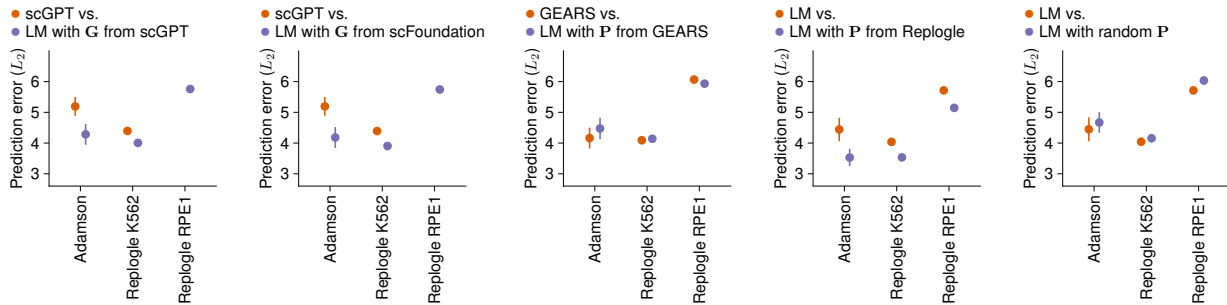 scGPT vs.
LM with G from scGPT
Prediction error (L2)
6
5
4
3
Adamson
Replogle K562
Replogle RPE1
scGPT vs.
LM with G from scFoundation
Prediction error (L2)
6
5
4
3
Adamson
Replogle K562
Replogle RPE1
GEARS vs.
LM with P from GEARS
Prediction error (L2)
6
5
4
3
Adamson
Replogle K562
Replogle RPE1
LM vs.
LM with P from Replogle
Prediction error (L2)
6
5
4
3
Adamson
Replogle K562
Replogle RPE1
LM vs.
LM with random P
Prediction error (L2)
6
5
4
3
Adamson
Replogle K562
Replogle RPE1